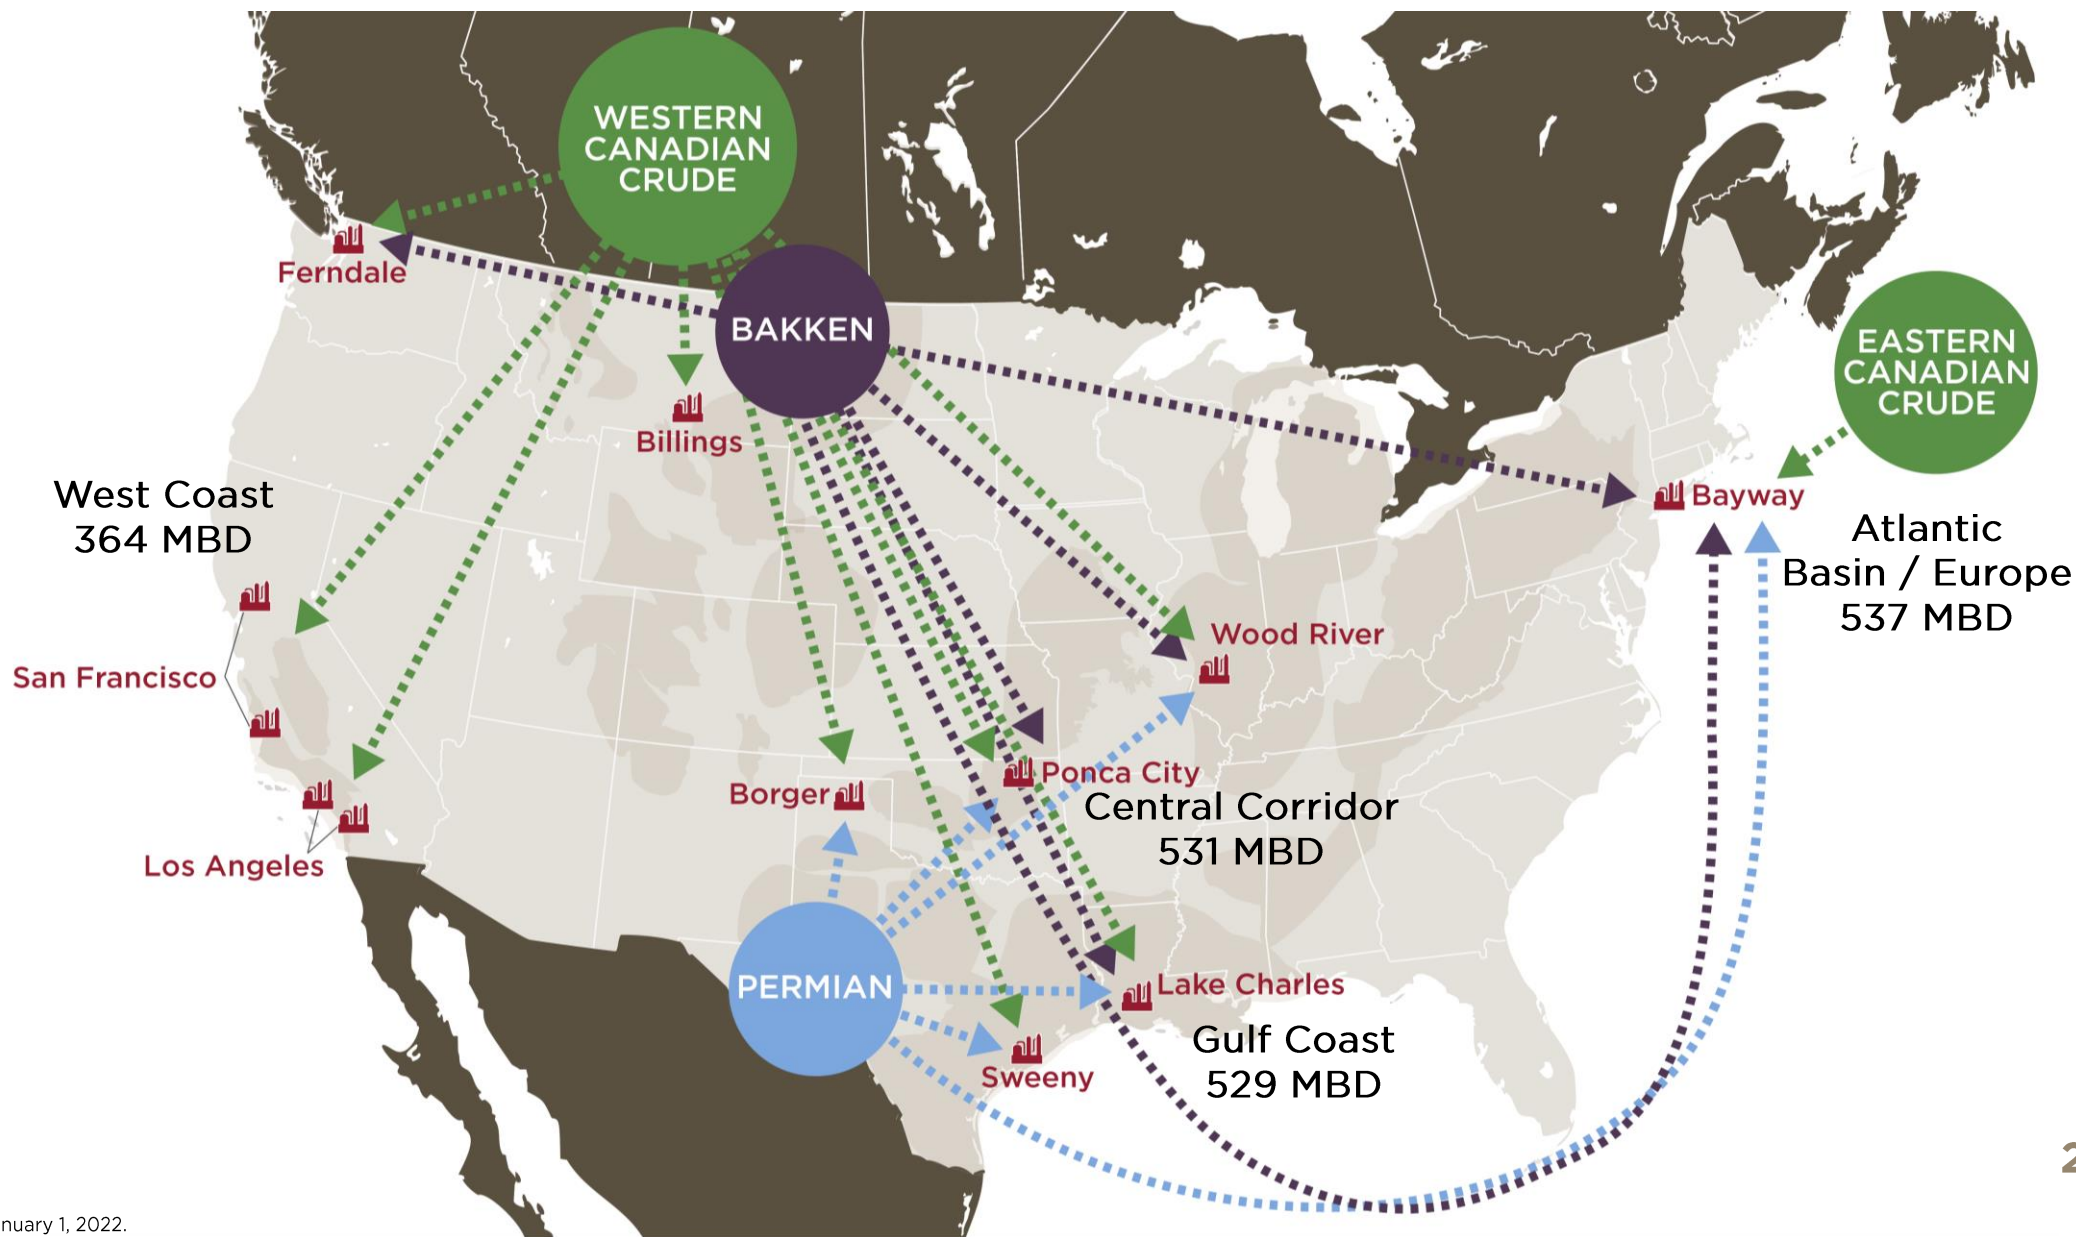 WESTERN
CANADIAN
CRUDE
Ferndale
BAKKEN
EASTERN
CANADIAN
CRUDE
Billings
West Coast
364 MBD
Bayway
Atlantic
Basin / Europe
537 MBD
Wood River
San Francisco
Ponca City
Borger
Central Corridor
531 MBD
Los Angeles
PERMIAN
Lake Charles
Gulf Coast
529 MBD
Sweeny
2
nuary 1, 2022.